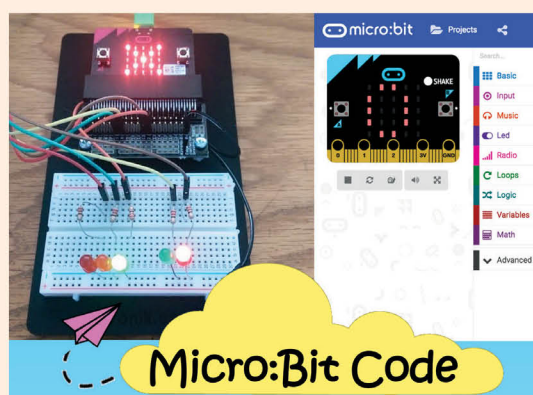 micro:bit
Projects
Search...
SHAKE
Basic
Input
Music
Led
Radio
Loops
Logic
Variables
Math
Advanced
0 1 2 3V GND
Micro:Bit Code